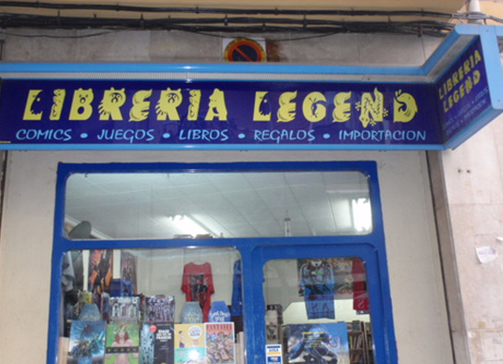 LIBRERIA LEGEND
COMICS • JUEGOS • LIBROS • REGALOS • IMPORTACION
LIBRERIA
LEGEND